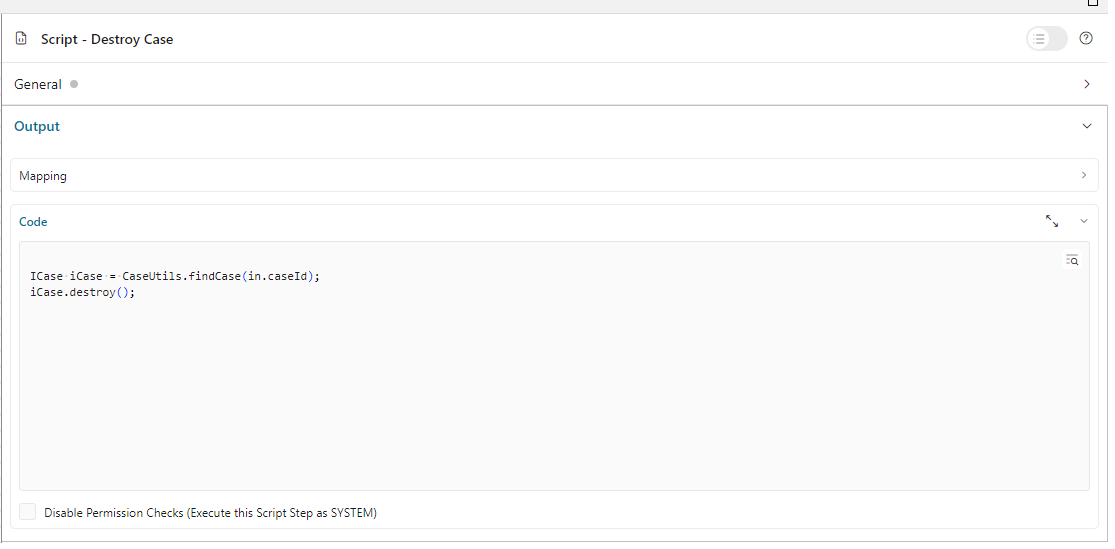 Script - Destroy Case
General
Output
Mapping
Code
ICase iCase = CaseUtils.findCase(in.caseId);
iCase.destroy();
Disable Permission Checks (Execute this Script Step as SYSTEM)